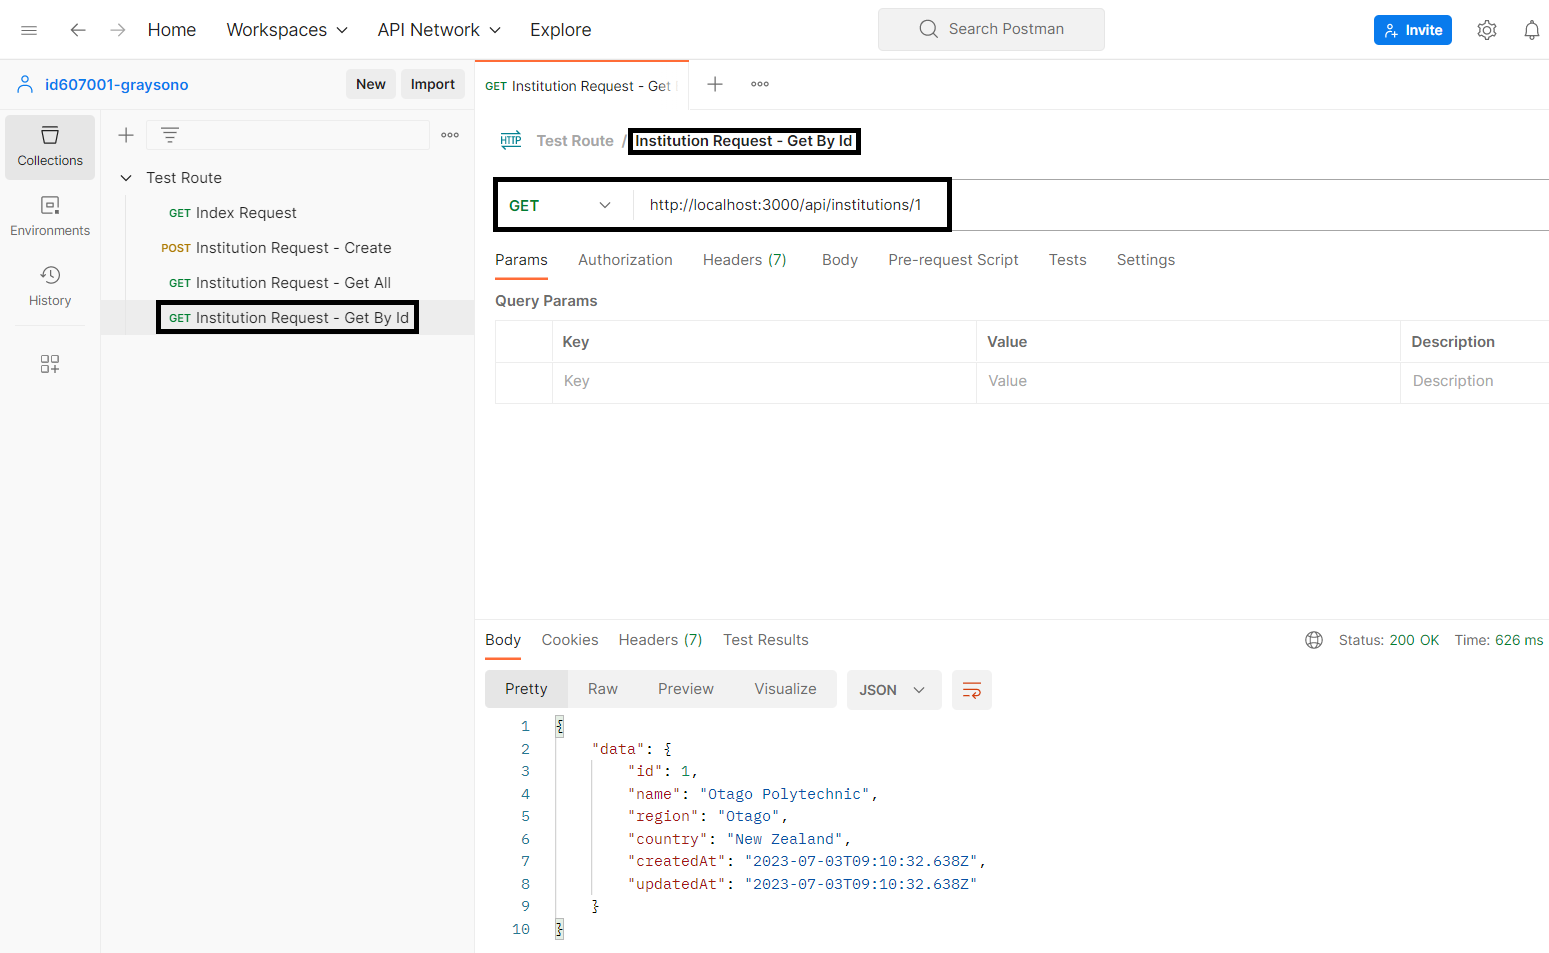 Home Workspaces API Network Explore Search Postman Invite
id607001-graysono New Import
GET Institution Request - Get
Collections
Environments
History
Test Route
GET Index Request
POST Institution Request - Create
GET Institution Request - Get All
GET Institution Request - Get By Id
HTTP Test Route / Institution Request - Get By Id
GET http://localhost:3000/api/institutions/1
Params Authorization Headers (7) Body Pre-request Script Tests Settings
Query Params
Key Value Description
Key Value Description
Body Cookies Headers (7) Test Results Status: 200 OK Time: 626 ms
Pretty Raw Preview Visualize JSON
1 {
2 "data": {
3 "id": 1,
4 "name": "Otago Polytechnic",
5 "region": "Otago",
6 "country": "New Zealand",
7 "createdAt": "2023-07-03T09:10:32.638Z",
8 "updatedAt": "2023-07-03T09:10:32.638Z"
9 }
10 }